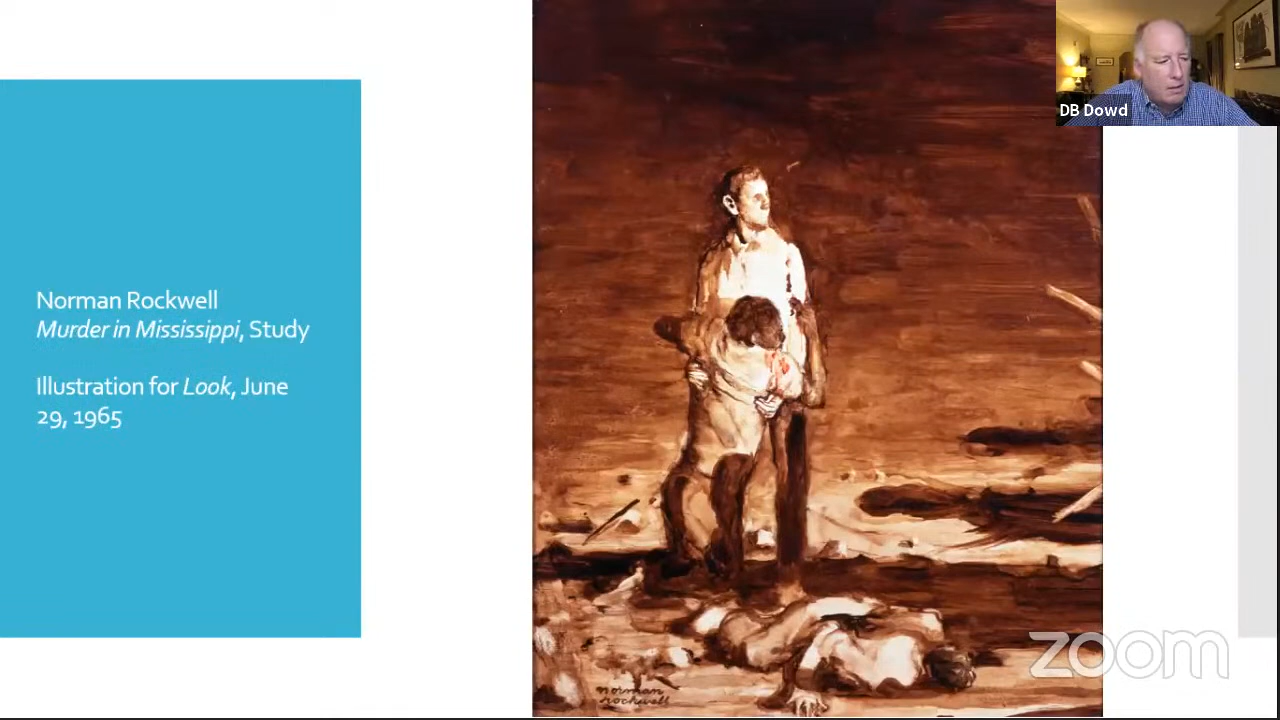 DB Dowd
Norman Rockwell
Murder in Mississippi, Study
Illustration for Look, June
29, 1965
norman
rockwell
zoom